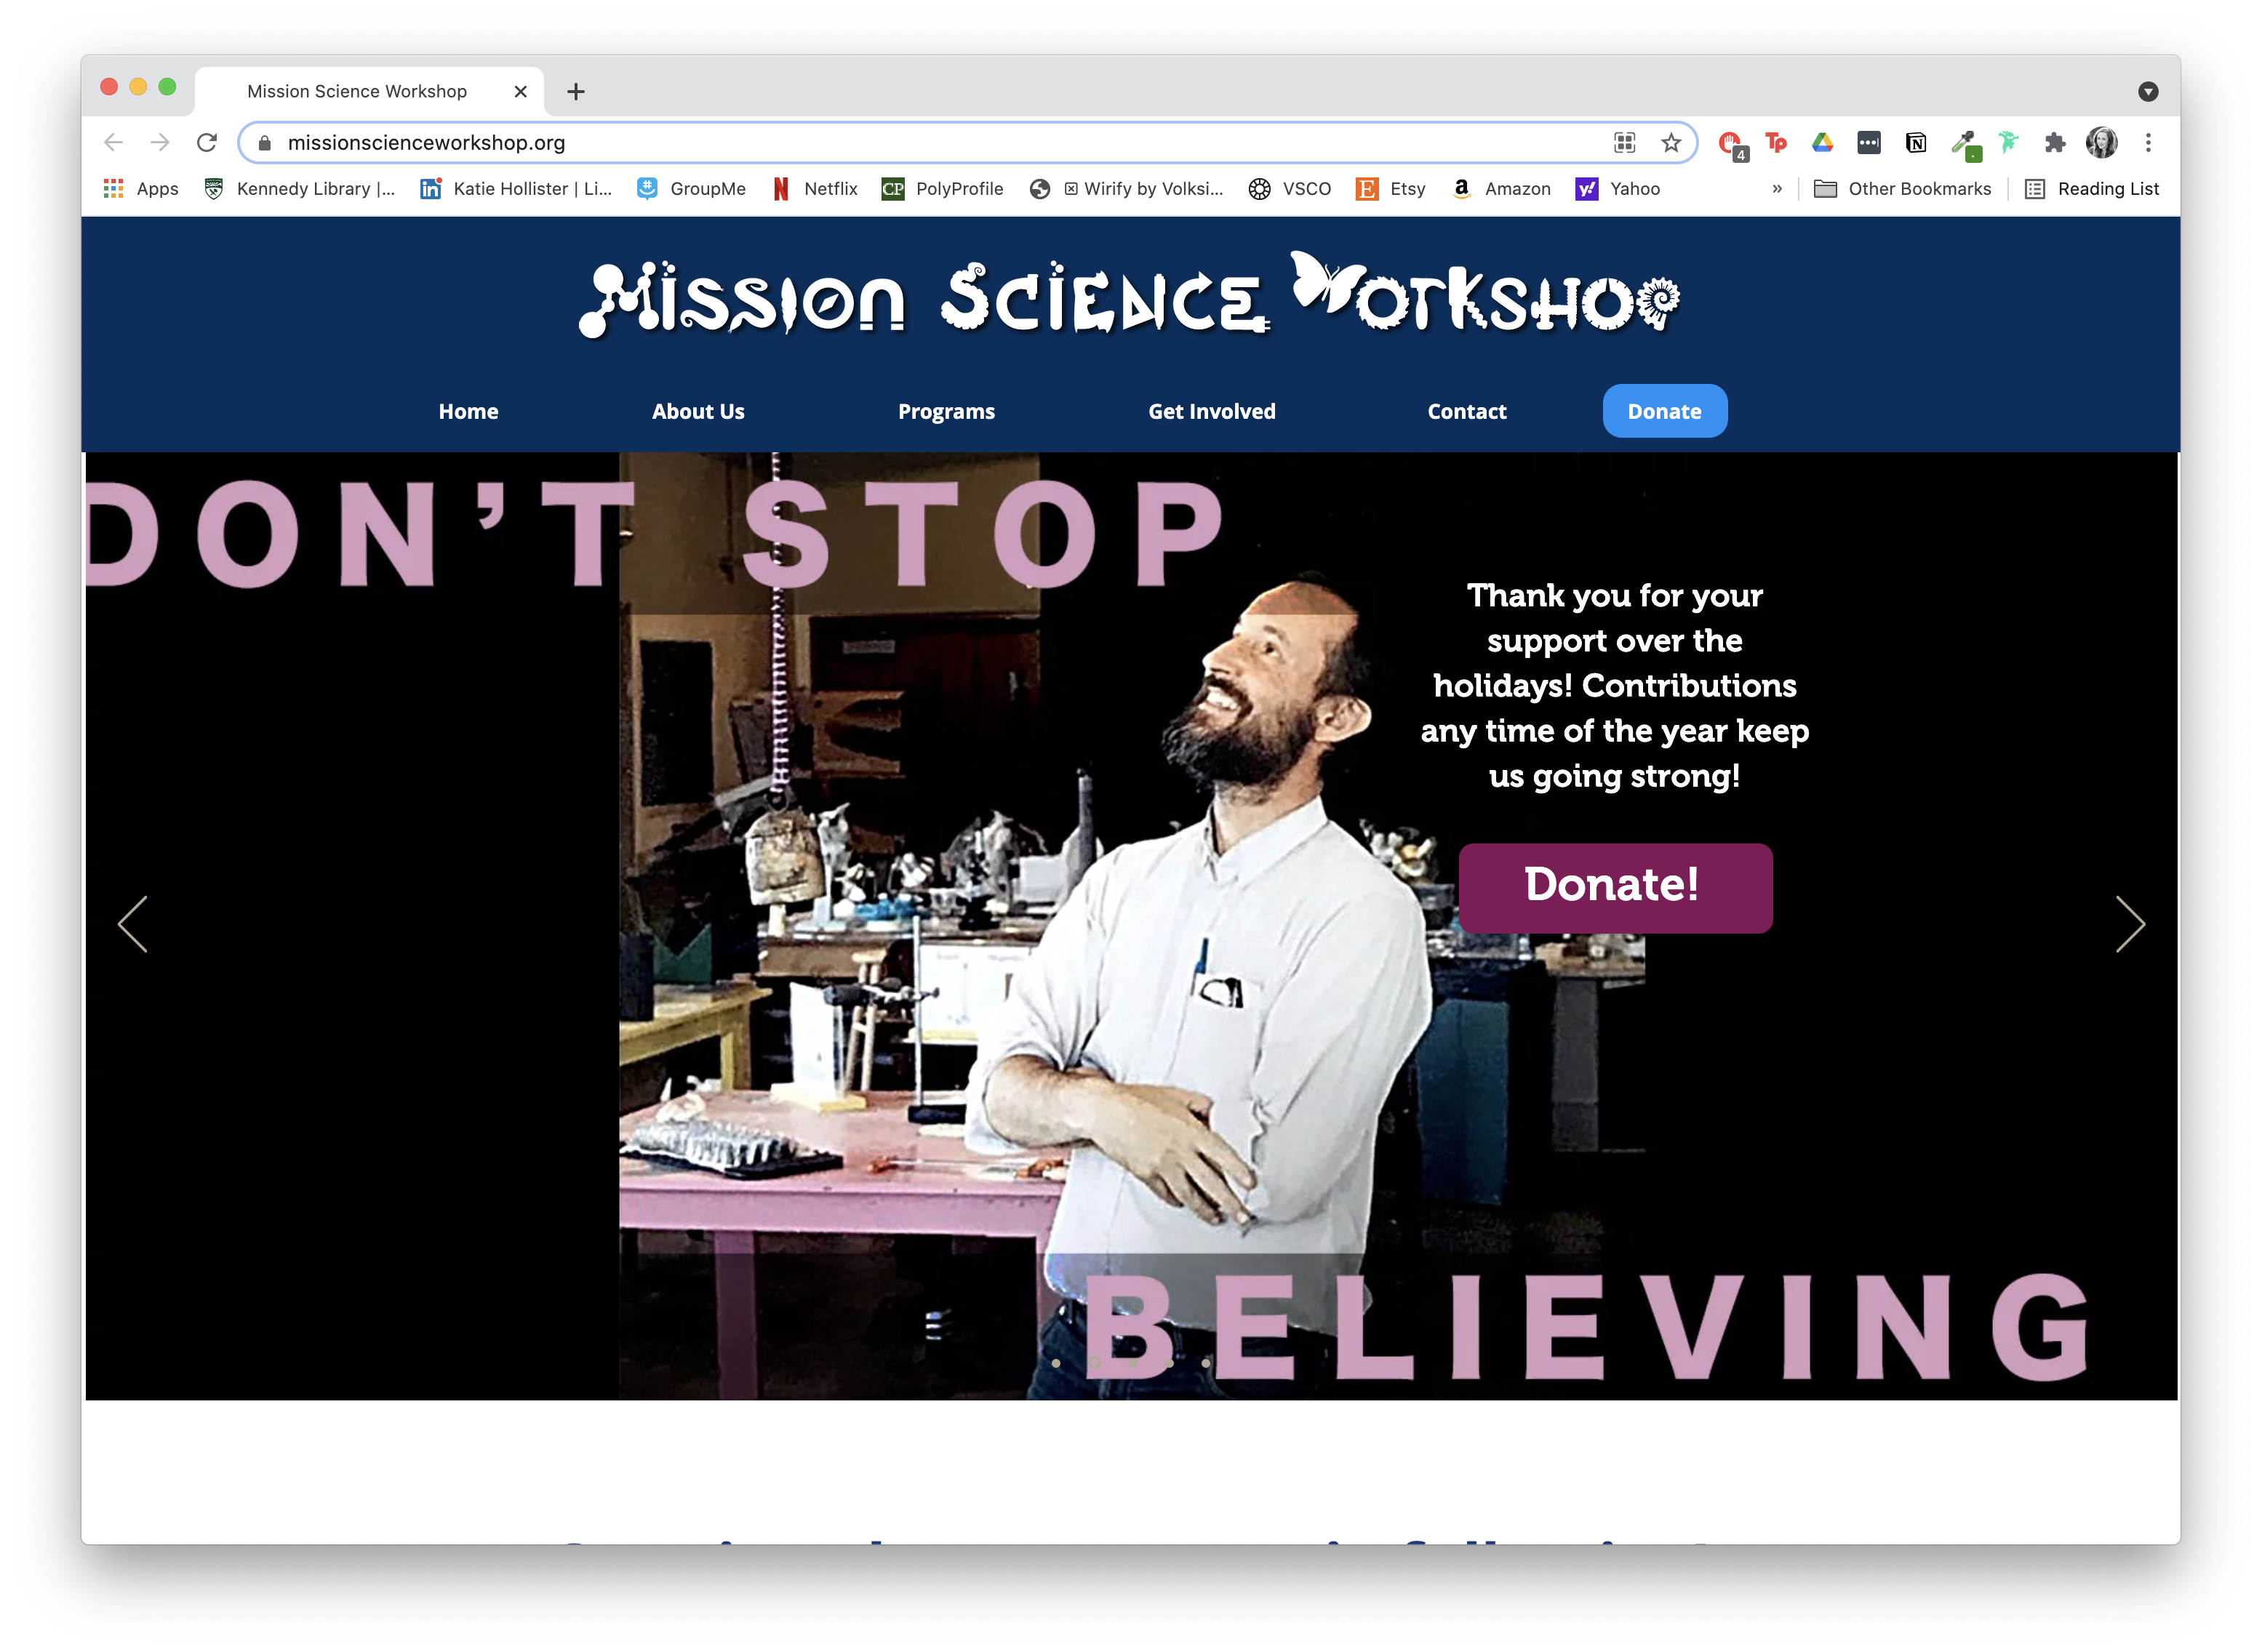 Mission Science Workshop
missionscienceworkshop.org
4
Tp
Apps
Kennedy Library |...
Katie Hollister | Li...
GroupMe
Netflix
CP PolyProfile
Wirify by Volksi...
VSCO
E Etsy
a Amazon
y! Yahoo
»
Other Bookmarks
Reading List
Mission Science Workshop
Home
About Us
Programs
Get Involved
Contact
Donate
DON'T STOP
Thank you for your
support over the
holidays! Contributions
any time of the year keep
us going strong!
Donate!
BELIEVING